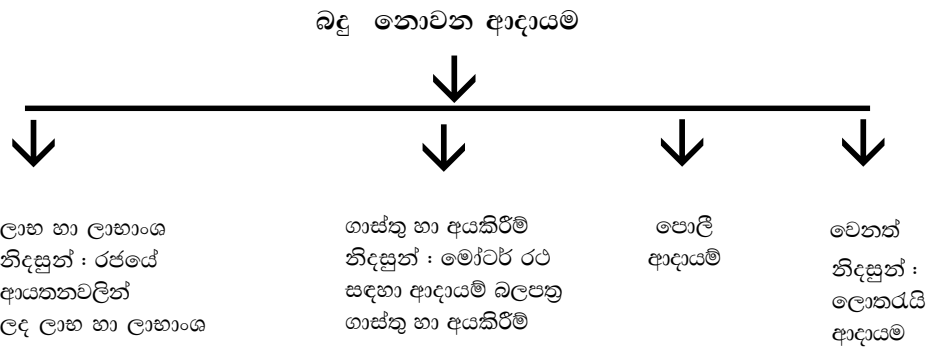 බදු නොවන ආදායම
ලාභ හා ලාභාංශ
නිදසුන් : රජයේ
ආයතනවලින්
ලද ලාභ හා ලාභාංශ
ගාස්තු හා අයකිරීම්
නිදසුන් : මෝටර් රථ
සඳහා ආදායම් බලපත්‍ර
ගාස්තු හා අයකිරීම්
පොලී
ආදායම්
වෙනත්
නිදසුන් :
ලොතරැයි
ආදායම